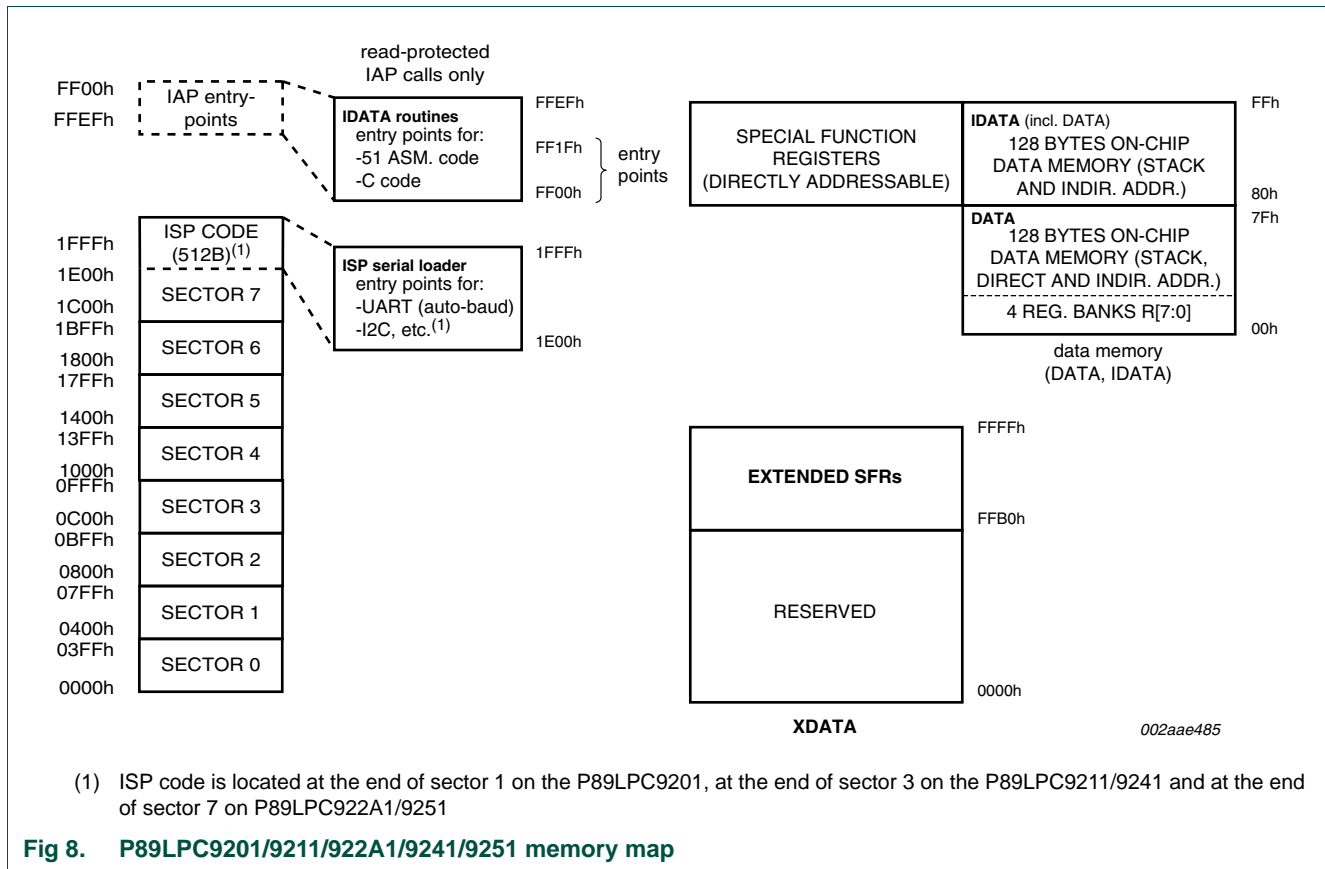 read-protected
IAP calls only
FF00h
FFEFh
IAP entry-
points
IDATA routines
entry points for:
-51 ASM. code
-C code
FFEFh
FF1Fh
FF00h
entry
points
1FFFh
1E00h
1C00h
1BFFh
1800h
17FFh
1400h
13FFh
1000h
0FFFh
0C00h
0BFFh
0800h
07FFh
0400h
03FFh
0000h
ISP CODE
(512B)(1)
SECTOR 7
SECTOR 6
SECTOR 5
SECTOR 4
SECTOR 3
SECTOR 2
SECTOR 1
SECTOR 0
ISP serial loader
entry points for:
-UART (auto-baud)
-I2C, etc.(1)
1FFFh
1E00h
SPECIAL FUNCTION
REGISTERS
(DIRECTLY ADDRESSABLE)
IDATA (incl. DATA)
128 BYTES ON-CHIP
DATA MEMORY (STACK
AND INDIR. ADDR.)
FFh
80h
DATA
128 BYTES ON-CHIP
DATA MEMORY (STACK,
DIRECT AND INDIR. ADDR.)
4 REG. BANKS R[7:0]
7Fh
00h
data memory
(DATA, IDATA)
EXTENDED SFRs
RESERVED
FFFFh
FFB0h
0000h
XDATA
002aae485
(1) ISP code is located at the end of sector 1 on the P89LPC9201, at the end of sector 3 on the P89LPC9211/9241 and at the end
of sector 7 on P89LPC922A1/9251
Fig 8. P89LPC9201/9211/922A1/9241/9251 memory map